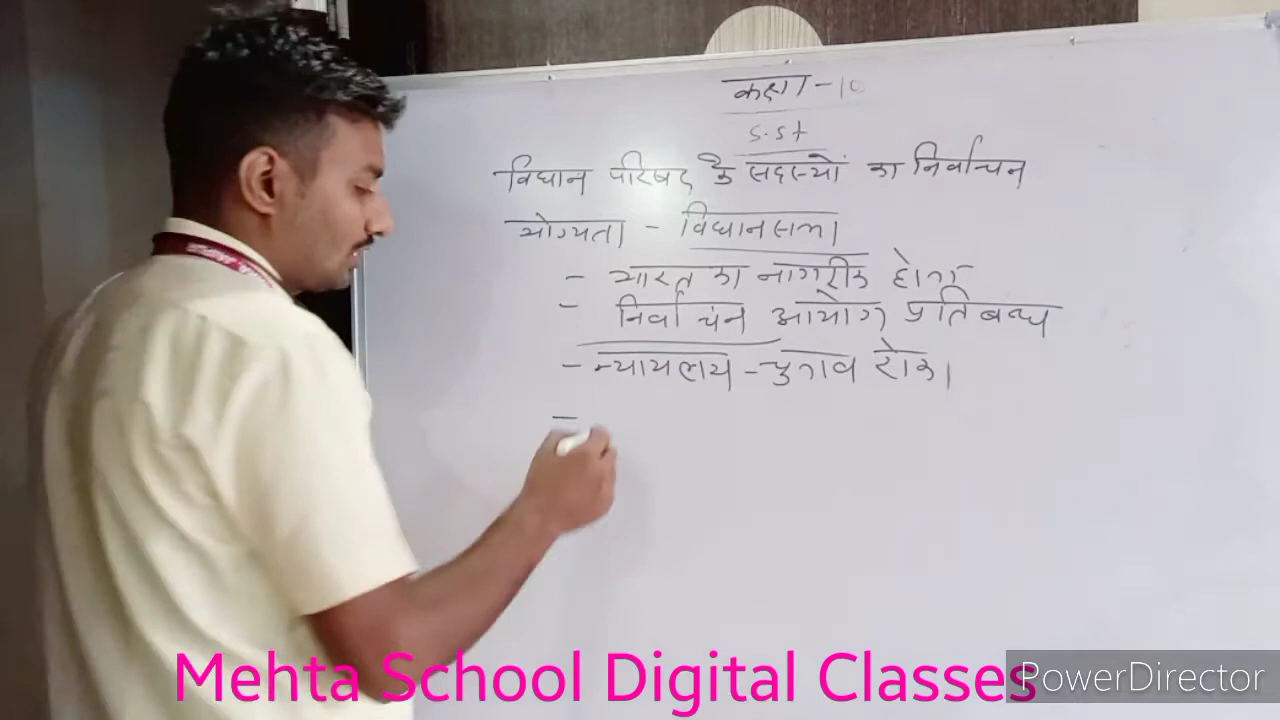 कक्षा - 10
S.St
विधान परिषद के सदस्यों का निर्वाचन
योग्यता - विधानसभा
- भारत का नागरीक होना
- निर्वाचन आयोग प्रतिबन्ध
- न्यायलय - चुनाव रोक।
-
Mehta School Digital Classes
PowerDirector